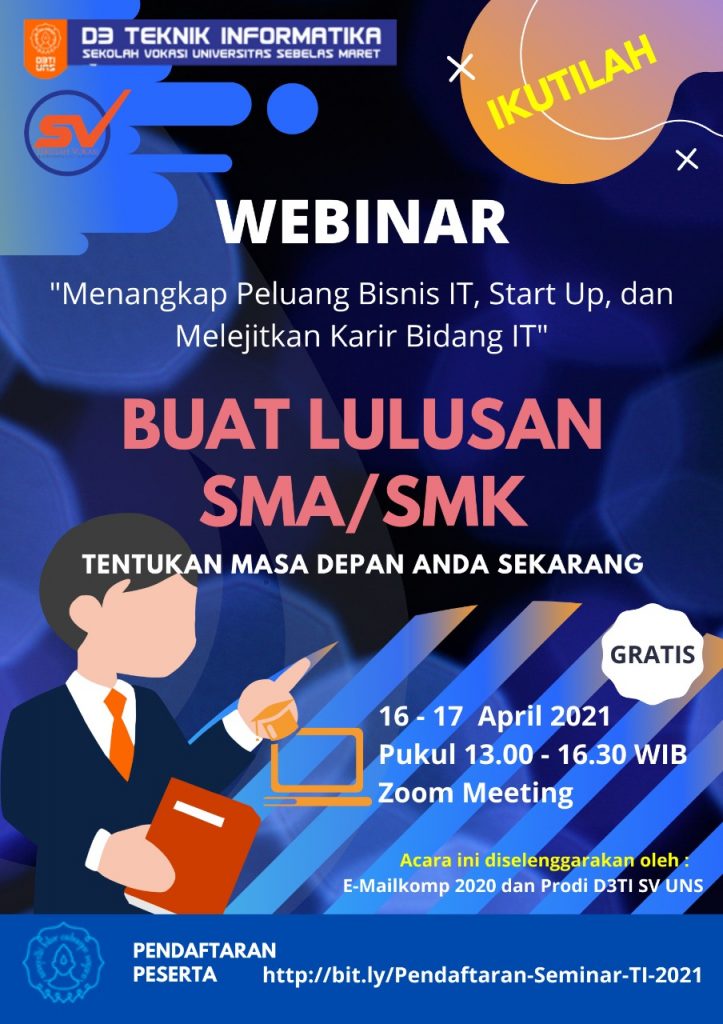 D3TI
UNS
D3 TEKNIK INFORMATIKA
SEKOLAH VOKASI UNIVERSITAS SEBELAS MARET
IKUTILAH
SV
WEBINAR
"Menangkap Peluang Bisnis IT, Start Up, dan
Melejitkan Karir Bidang IT"
BUAT LULUSAN
SMA/SMK
TENTUKAN MASA DEPAN ANDA SEKARANG
GRATIS
16 - 17 April 2021
Pukul 13.00 - 16.30 WIB
Zoom Meeting
Acara ini diselenggarakan oleh :
E-Mailkomp 2020 dan Prodi D3TI SV UNS
PENDAFTARAN
PESERTA http://bit.ly/Pendaftaran-Seminar-TI-2021